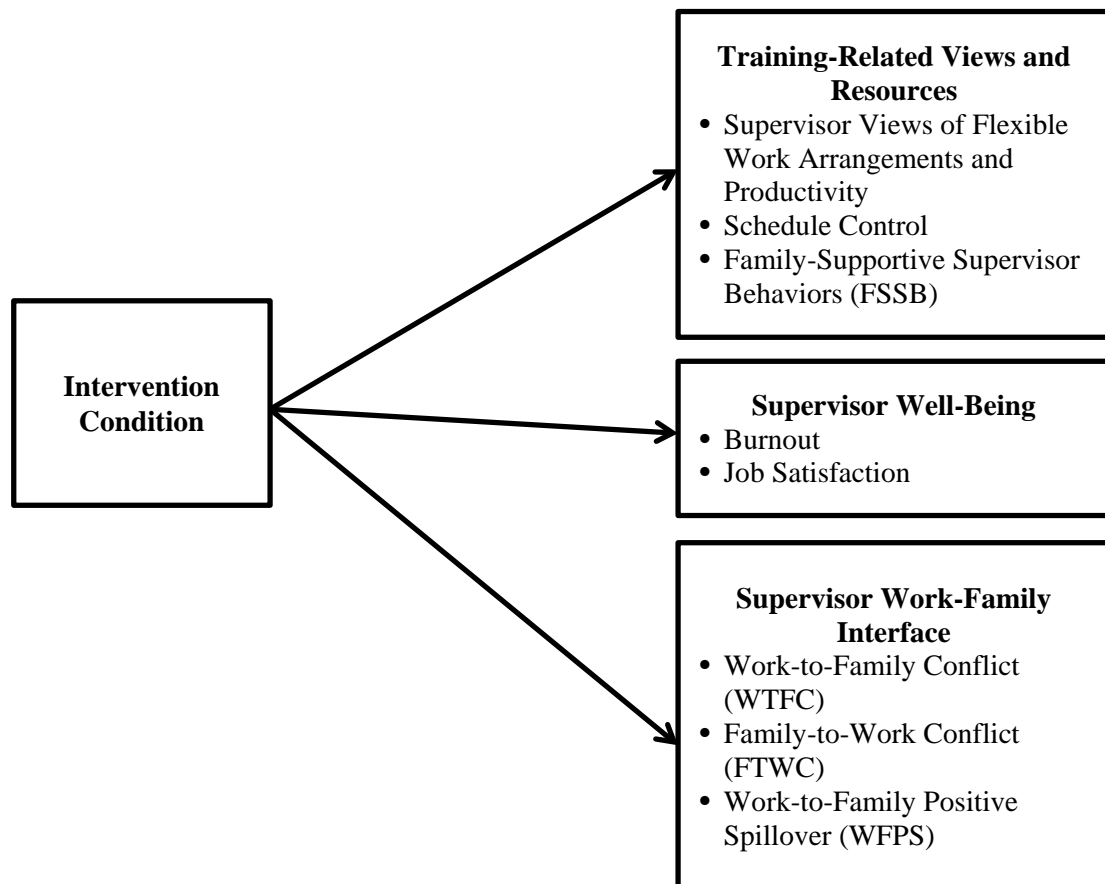 Training-Related Views and
Resources
• Supervisor Views of Flexible
Work Arrangements and
Productivity
• Schedule Control
• Family-Supportive Supervisor
Behaviors (FSSB)
Intervention
Condition
Supervisor Well-Being
• Burnout
• Job Satisfaction
Supervisor Work-Family
Interface
• Work-to-Family Conflict
(WTFC)
• Family-to-Work Conflict
(FTWC)
• Work-to-Family Positive
Spillover (WFPS)